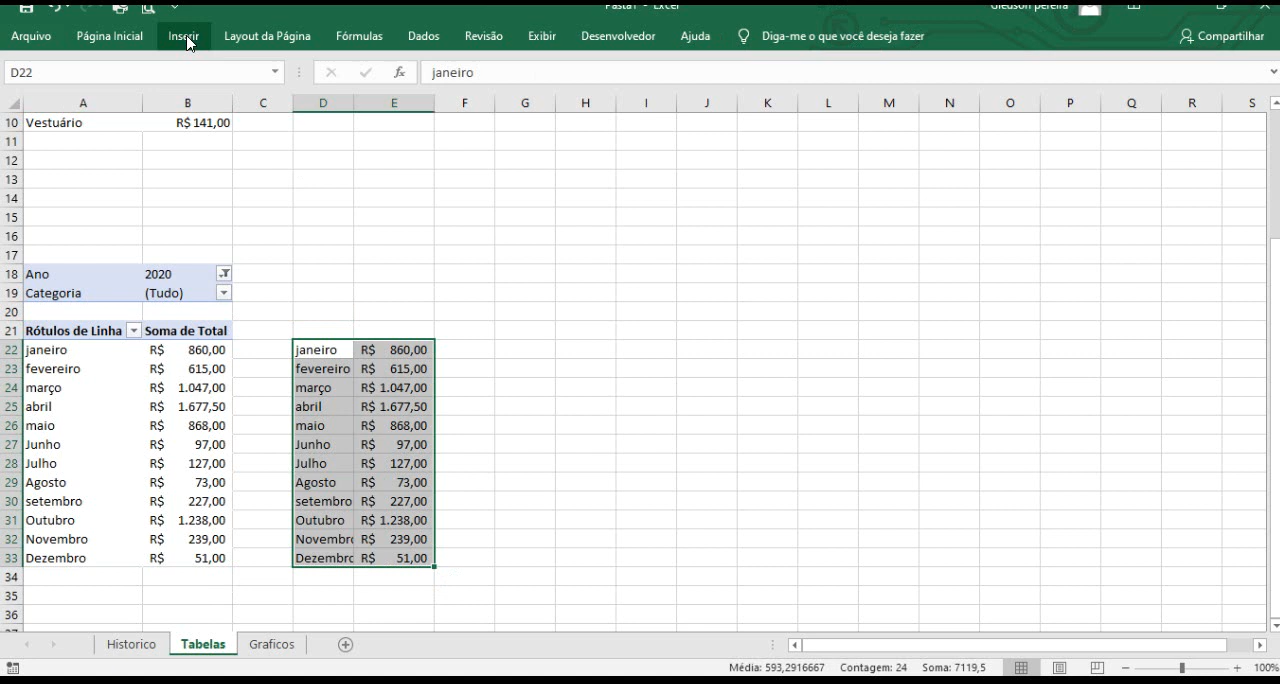 Pasta1 - Excel
Gledson pereira
Arquivo Página Inicial Inserir Layout da Página Fórmulas Dados Revisão Exibir Desenvolvedor Ajuda Diga-me o que você deseja fazer Compartilhar
D22 fx janeiro
A B C D E F G H I J K L M N O P Q R S
10 Vestuário R$ 141,00
11
12
13
14
15
16
17
18 Ano 2020
19 Categoria (Tudo)
20
21 Rótulos de Linha Soma de Total
22 janeiro R$ 860,00 janeiro R$ 860,00
23 fevereiro R$ 615,00 fevereiro R$ 615,00
24 março R$ 1.047,00 março R$ 1.047,00
25 abril R$ 1.677,50 abril R$ 1.677,50
26 maio R$ 868,00 maio R$ 868,00
27 Junho R$ 97,00 Junho R$ 97,00
28 Julho R$ 127,00 Julho R$ 127,00
29 Agosto R$ 73,00 Agosto R$ 73,00
30 setembro R$ 227,00 setembro R$ 227,00
31 Outubro R$ 1.238,00 Outubro R$ 1.238,00
32 Novembro R$ 239,00 Novembro R$ 239,00
33 Dezembro R$ 51,00 Dezembro R$ 51,00
34
35
36
Historico Tabelas Graficos
Média: 593,2916667 Contagem: 24 Soma: 7119,5 100%